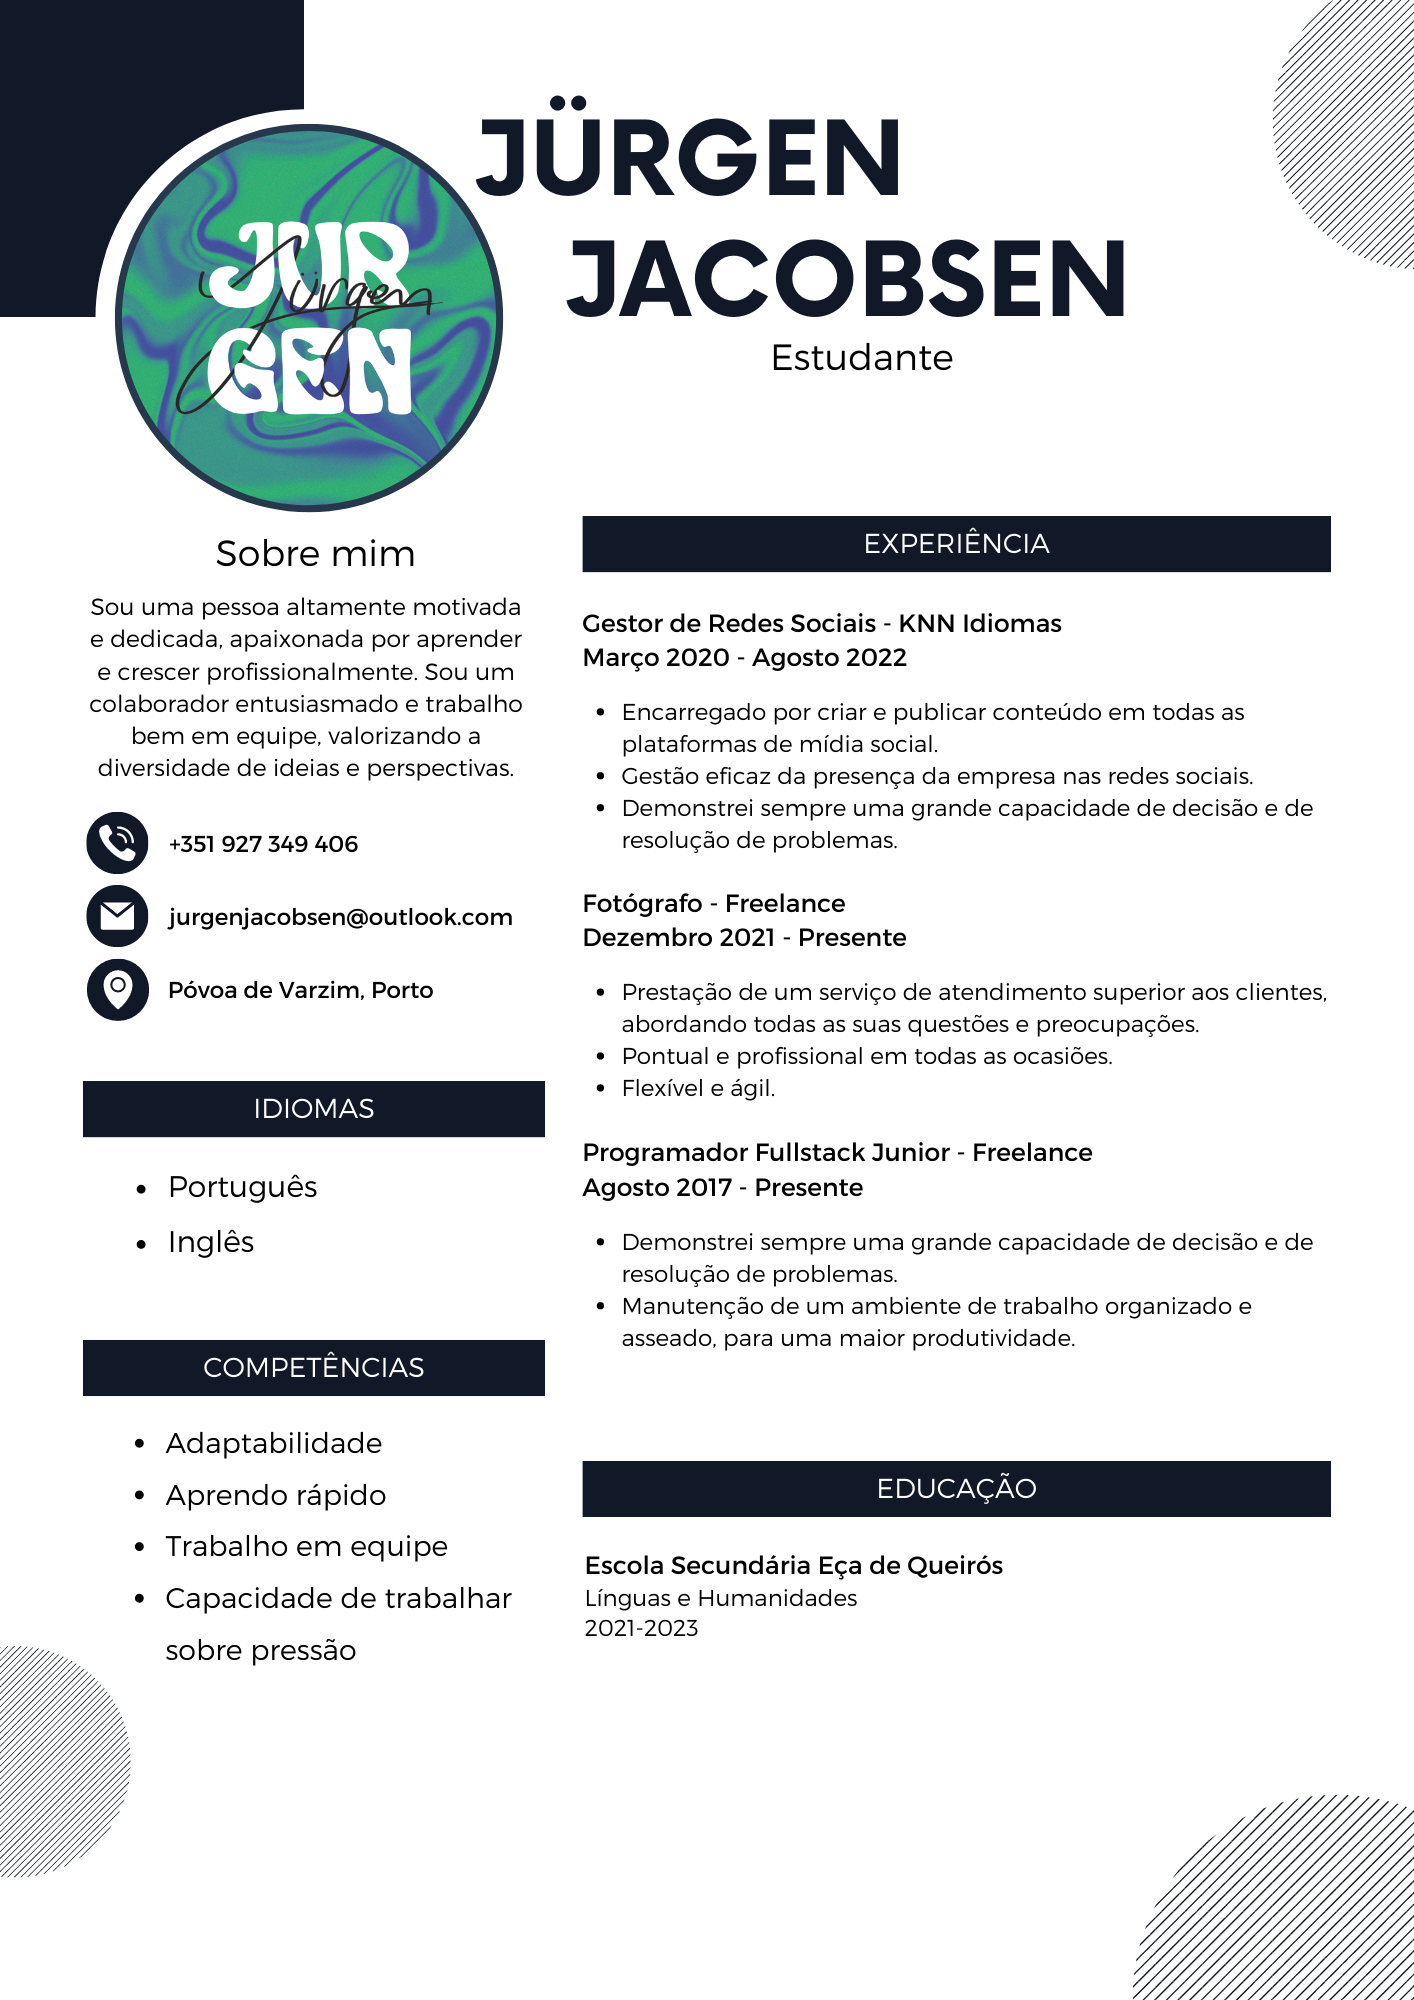 JÜRGEN
JACOBSEN
Estudante
JUR
GEN
Jürgen
Sobre mim
Sou uma pessoa altamente motivada
e dedicada, apaixonada por aprender
e crescer profissionalmente. Sou um
colaborador entusiasmado e trabalho
bem em equipe, valorizando a
diversidade de ideias e perspectivas.
+351 927 349 406
jurgenjacobsen@outlook.com
Póvoa de Varzim, Porto
IDIOMAS
• Português
• Inglês
COMPETÊNCIAS
• Adaptabilidade
• Aprendo rápido
• Trabalho em equipe
• Capacidade de trabalhar
sobre pressão
EXPERIÊNCIA
Gestor de Redes Sociais - KNN Idiomas
Março 2020 - Agosto 2022
• Encarregado por criar e publicar conteúdo em todas as
plataformas de mídia social.
• Gestão eficaz da presença da empresa nas redes sociais.
• Demonstrei sempre uma grande capacidade de decisão e de
resolução de problemas.
Fotógrafo - Freelance
Dezembro 2021 - Presente
• Prestação de um serviço de atendimento superior aos clientes,
abordando todas as suas questões e preocupações.
• Pontual e profissional em todas as ocasiões.
• Flexível e ágil.
Programador Fullstack Junior - Freelance
Agosto 2017 - Presente
• Demonstrei sempre uma grande capacidade de decisão e de
resolução de problemas.
• Manutenção de um ambiente de trabalho organizado e
asseado, para uma maior produtividade.
EDUCAÇÃO
Escola Secundária Eça de Queirós
Línguas e Humanidades
2021-2023